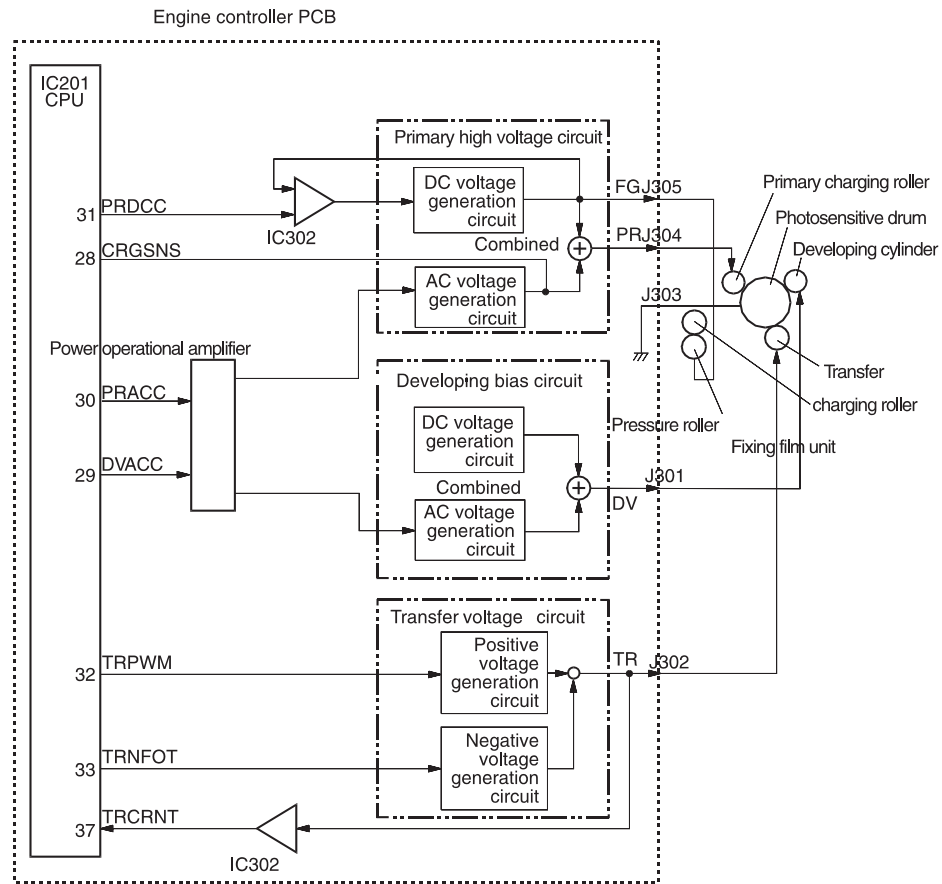 Engine controller PCB
IC201
CPU
Primary high voltage circuit
DC voltage
generation
circuit
FGJ305
Primary charging roller
Photosensitive drum
31 PRDCC
IC302
Combined
PRJ304
Developing cylinder
28 CRGSNS
AC voltage
generation
circuit
J303
Power operational amplifier
Transfer
charging roller
Developing bias circuit
30 PRACC
DC voltage
generation
circuit
Pressure roller
Fixing film unit
29 DVACC
Combined
J301
DV
AC voltage
generation
circuit
Transfer voltage circuit
Positive
voltage
generation
circuit
TR J302
32 TRPWM
Negative
voltage
generation
circuit
33 TRNFOT
37 TRCRNT
IC302